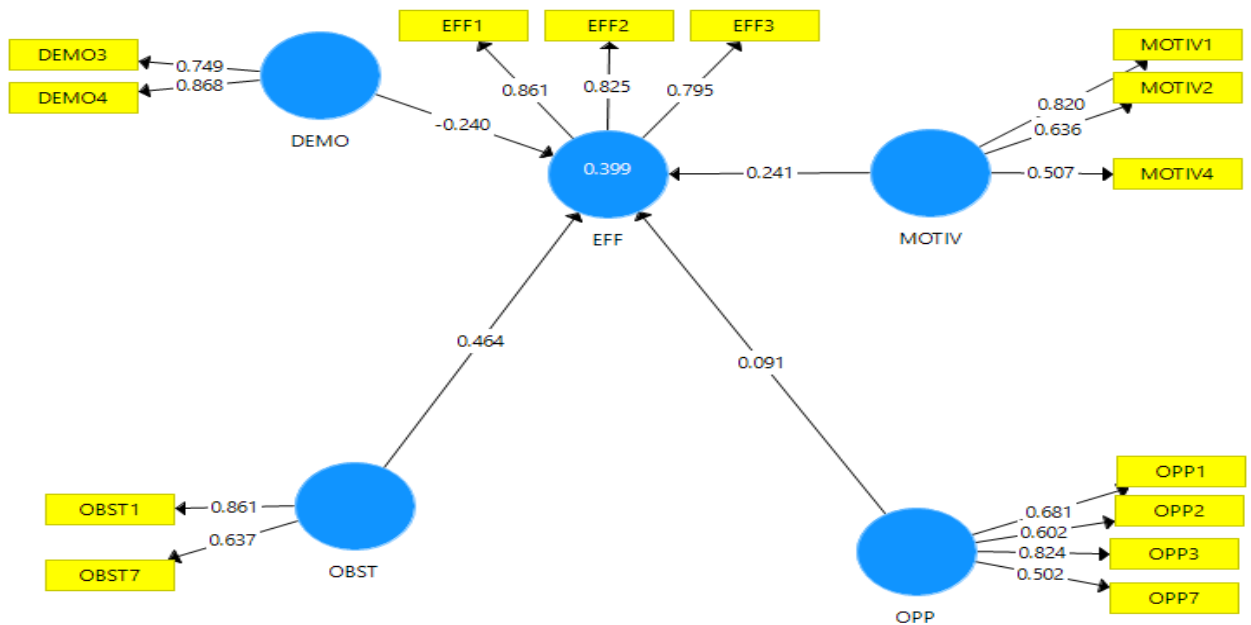 EFF1
EFF2
EFF3
DEMO3
DEMO4
0.749
0.868
DEMO
-0.240
0.861
0.825
0.795
0.399
EFF
MOTIV1
MOTIV2
MOTIV4
0.820
0.636
0.507
0.241
MOTIV
0.464
0.091
OBST1
OBST7
0.861
0.637
OBST
OPP1
OPP2
OPP3
OPP7
0.681
0.602
0.824
0.502
OPP